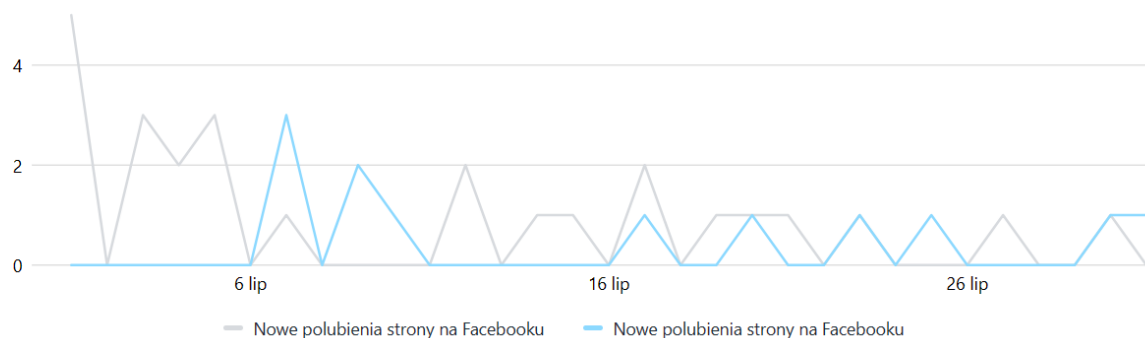 4
2
0
6 lip 16 lip 26 lip
Nowe polubienia strony na Facebooku Nowe polubienia strony na Facebooku